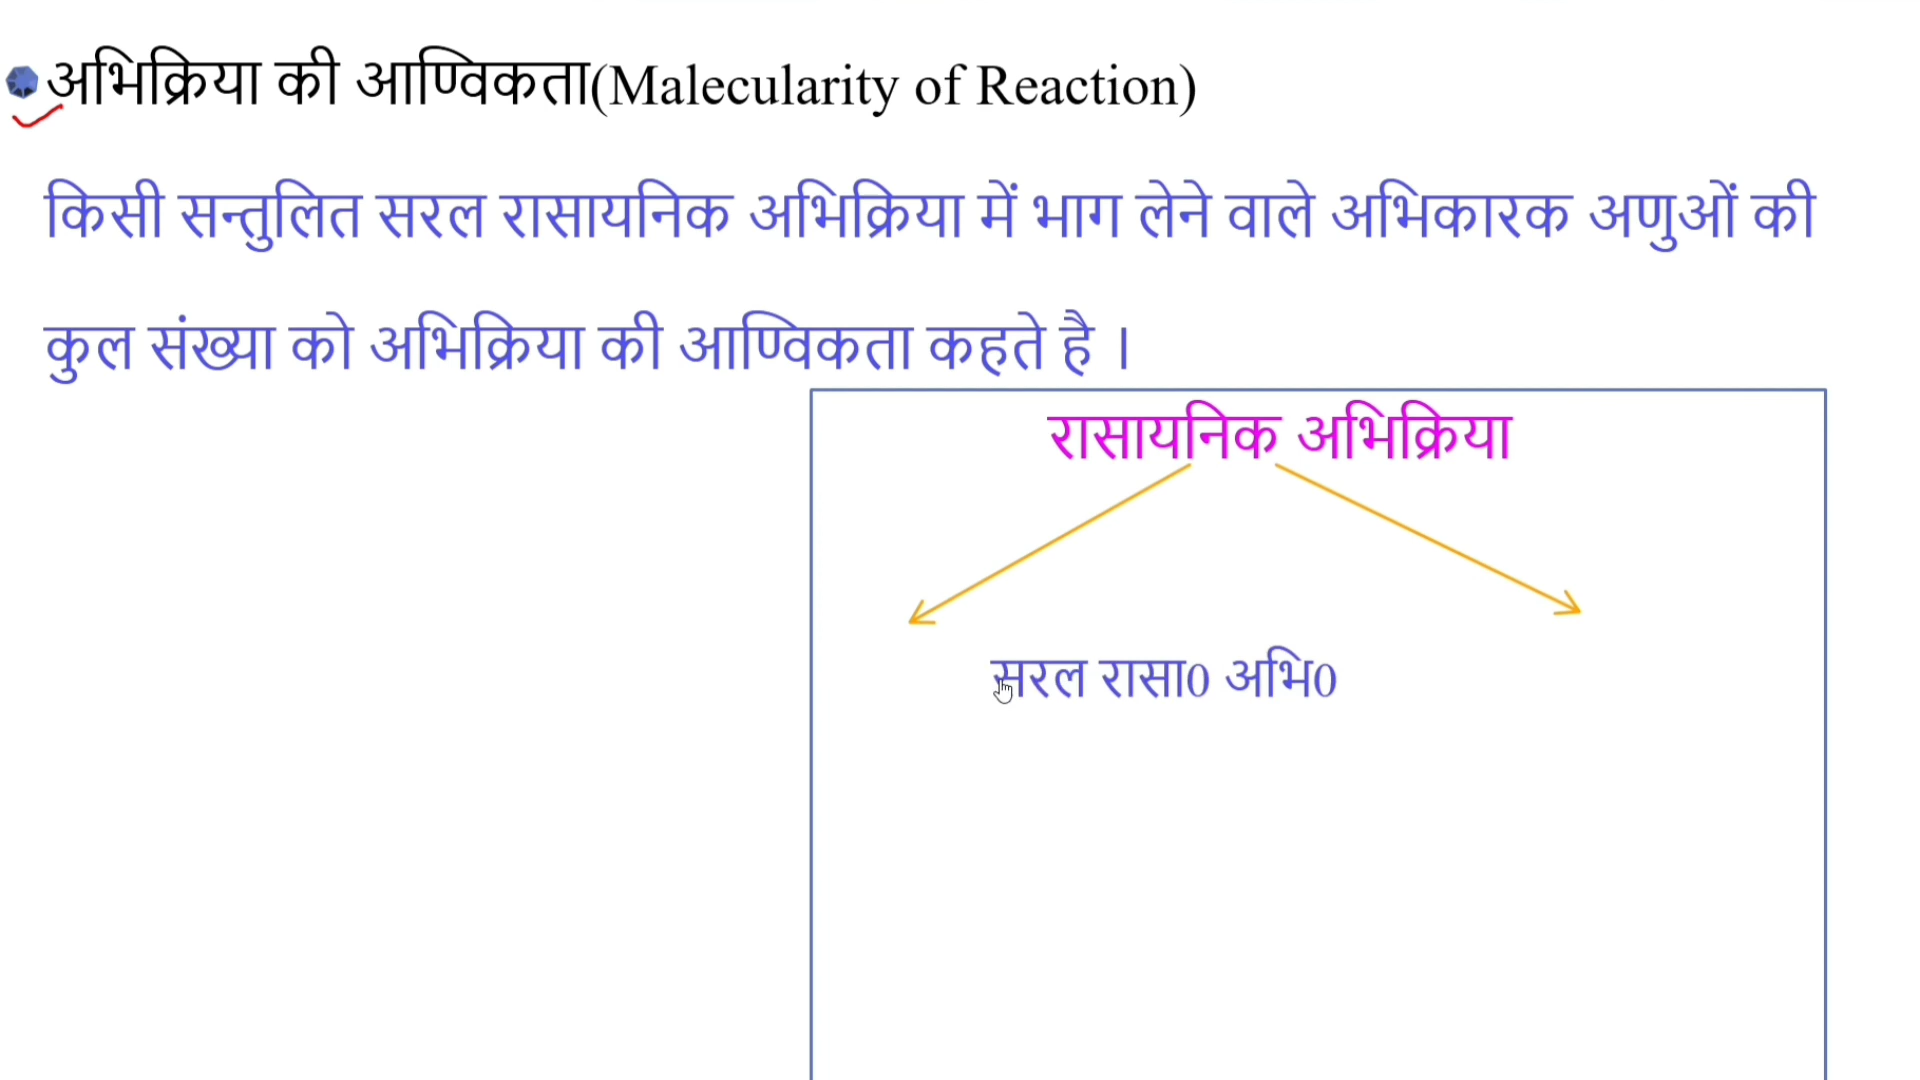 अभिक्रिया की आण्विकता(Malecularity of Reaction)
किसी सन्तुलित सरल रासायनिक अभिक्रिया में भाग लेने वाले अभिकारक अणुओं की
कुल संख्या को अभिक्रिया की आण्विकता कहते है ।
रासायनिक अभिक्रिया
सरल रासा0 अभि0